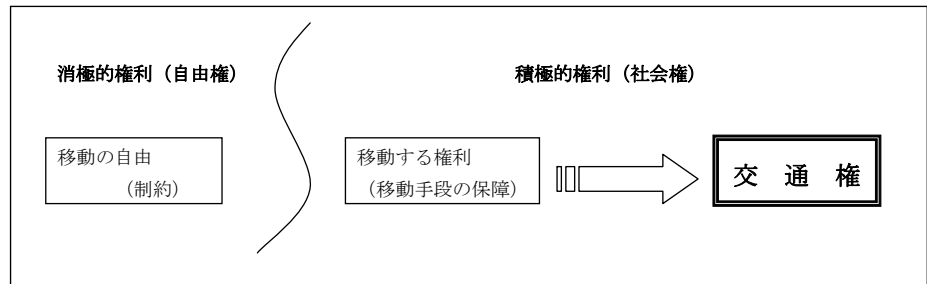 消極的権利（自由権）
積極的権利（社会権）
移動の自由
（制約）
移動する権利
（移動手段の保障）
交　通　権